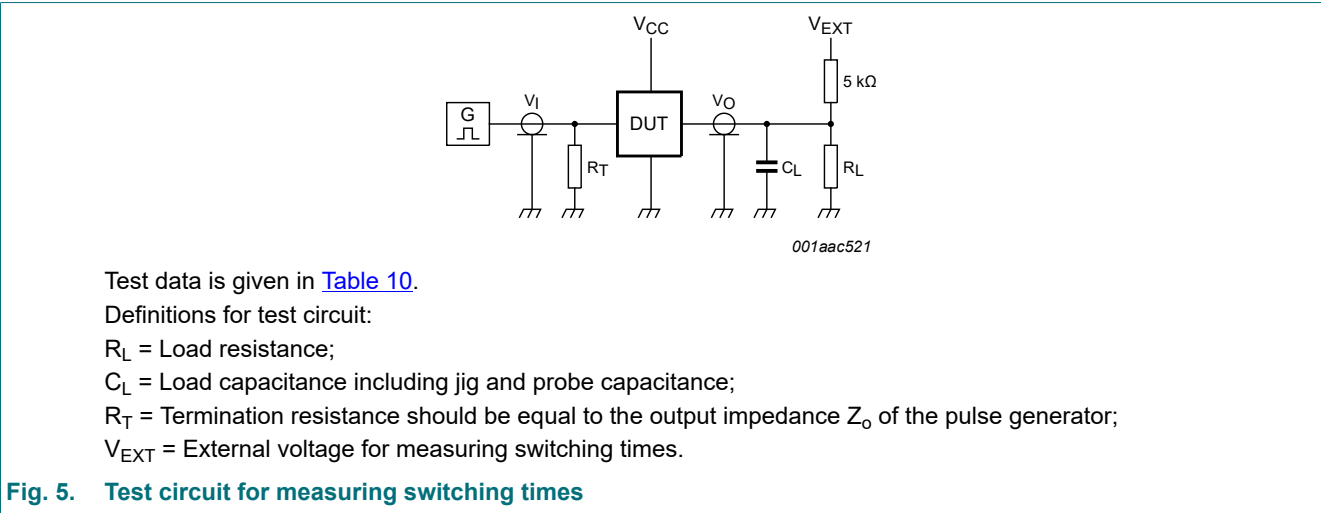 VCC
VEXT
5 kΩ
G
VI
DUT
VO
RT
CL
RL
001aac521
Test data is given in Table 10.
Definitions for test circuit:
RL = Load resistance;
CL = Load capacitance including jig and probe capacitance;
RT = Termination resistance should be equal to the output impedance Zo of the pulse generator;
VEXT = External voltage for measuring switching times.
Fig. 5. Test circuit for measuring switching times